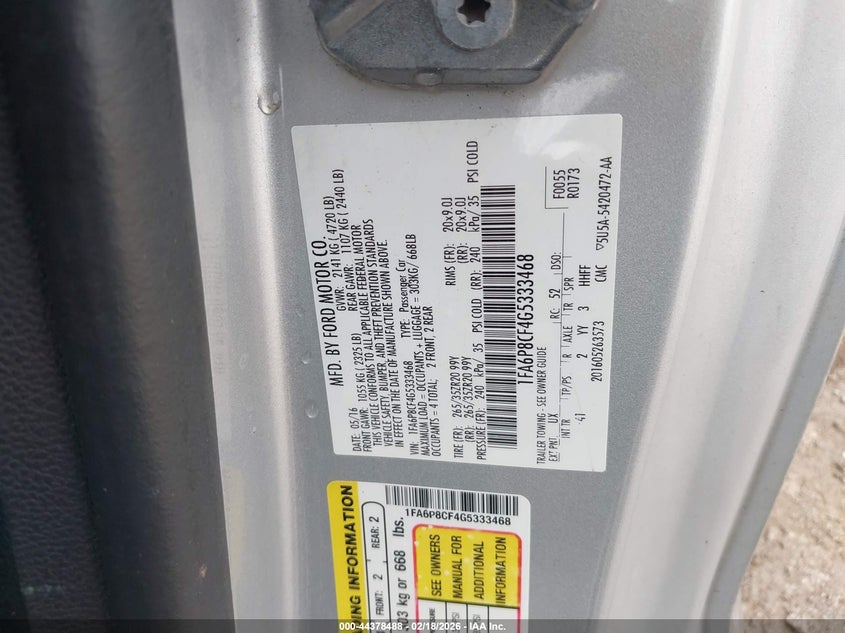 MFD. BY FORD MOTOR CO.
DATE: 05/16 GVWR: 2141 KG ( 4720 LB)
FRONT GAWR: 1055 KG ( 2325 LB) REAR GAWR: 1107 KG ( 2440 LB)
THIS VEHICLE CONFORMS TO ALL APPLICABLE FEDERAL MOTOR
VEHICLE SAFETY, BUMPER, AND THEFT PREVENTION STANDARDS
IN EFFECT ON THE DATE OF MANUFACTURE SHOWN ABOVE.
VIN: 1FA6P8CF4G5333468 TYPE: Passenger Car
MAXIMUM LOAD = OCCUPANTS + LUGGAGE = 303KG/ 668LB
OCCUPANTS = 4 TOTAL: 2 FRONT, 2 REAR
TIRE (FR): 265/35ZR20 99Y RIMS (FR): 20x9.0J
(RR): 265/35ZR20 99Y (RR): 20x9.0J
PRESSURE (FR): 240 kPa/ 35 PSI COLD (RR): 240 kPa/ 35 PSI COLD
1FA6P8CF4G5333468
TRAILER TOWING - SEE OWNER GUIDE
F0055
R0173
EXT PNT: UX RC: 52 DSO:
INT TR TP/PS R AXLE TR SPR
41 2 YY 3 HHFF
201605263573 CMC ▽5U5A-5420472-AA
1FA6P8CF4G5333468
INFORMATION
FRONT: 2 REAR: 2
kg or 668 lbs.
SEE OWNERS
MANUAL FOR
ADDITIONAL
INFORMATION
000-44378488 - 02/18/2026 - IAA Inc.